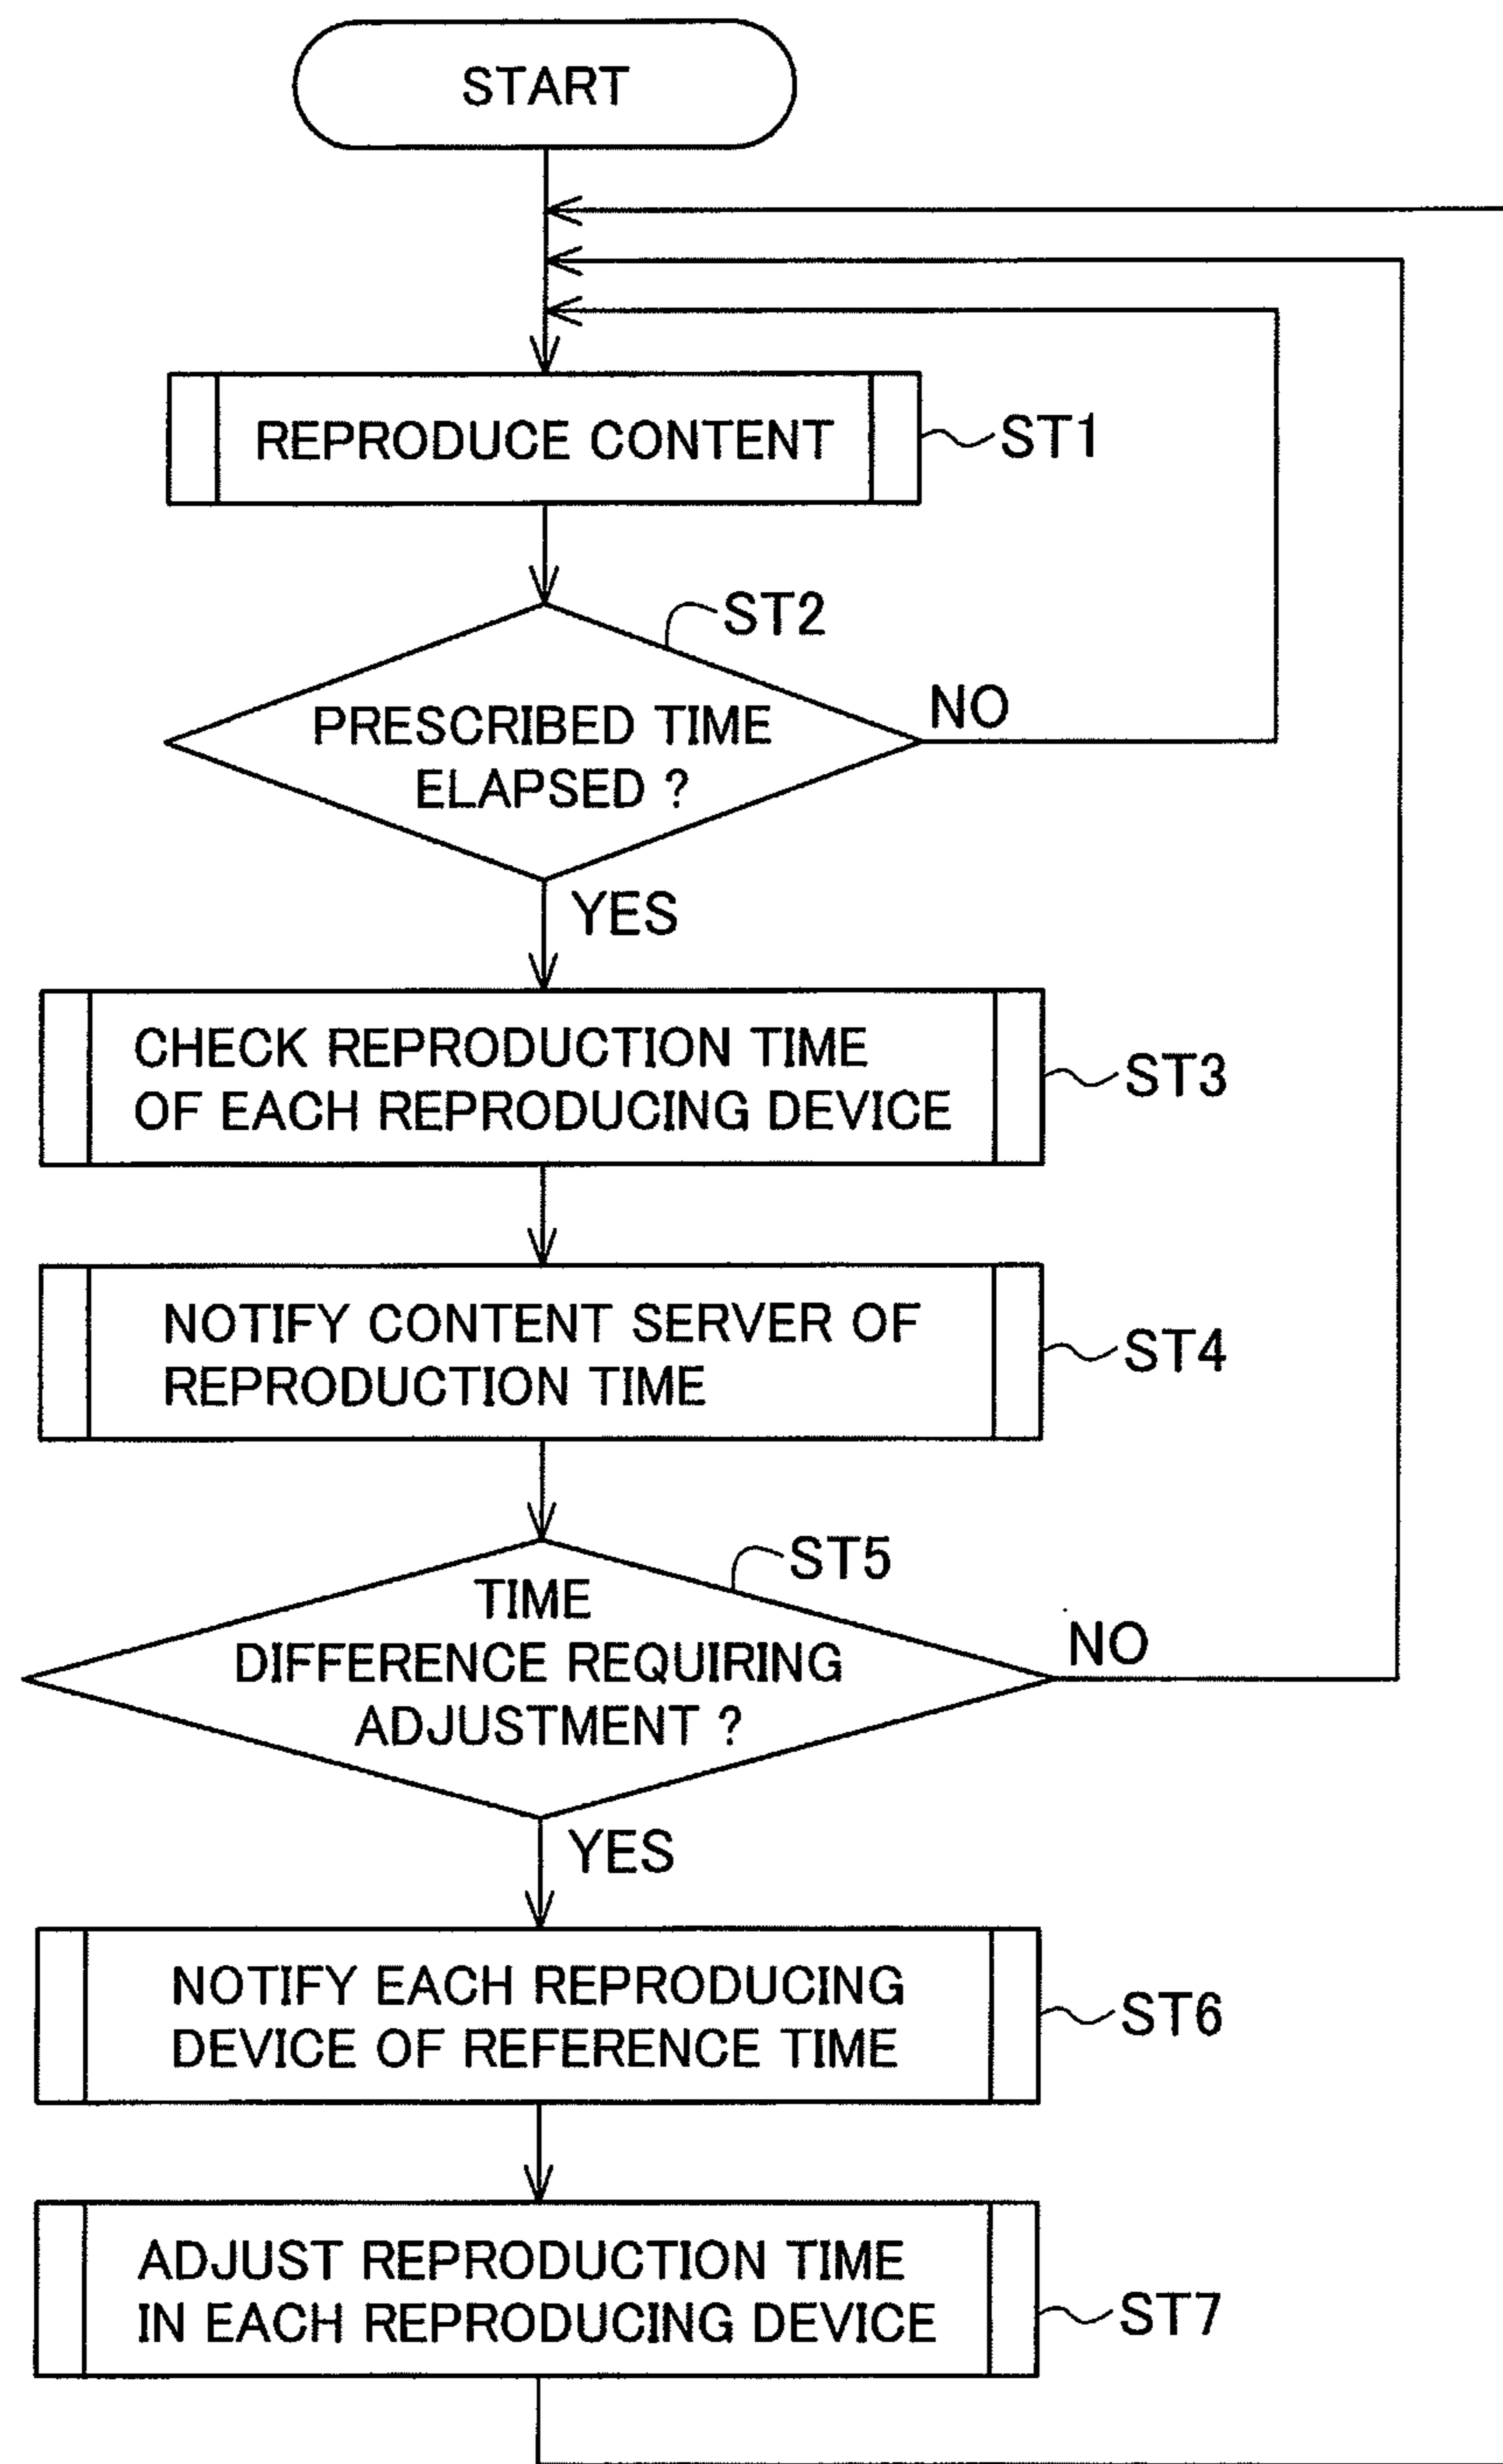 START
REPRODUCE CONTENT
ST1
ST2
PRESCRIBED TIME
ELAPSED ?
NO
YES
CHECK REPRODUCTION TIME
OF EACH REPRODUCING DEVICE
ST3
NOTIFY CONTENT SERVER OF
REPRODUCTION TIME
ST4
ST5
TIME
DIFFERENCE REQUIRING
ADJUSTMENT ?
NO
YES
NOTIFY EACH REPRODUCING
DEVICE OF REFERENCE TIME
ST6
ADJUST REPRODUCTION TIME
IN EACH REPRODUCING DEVICE
ST7